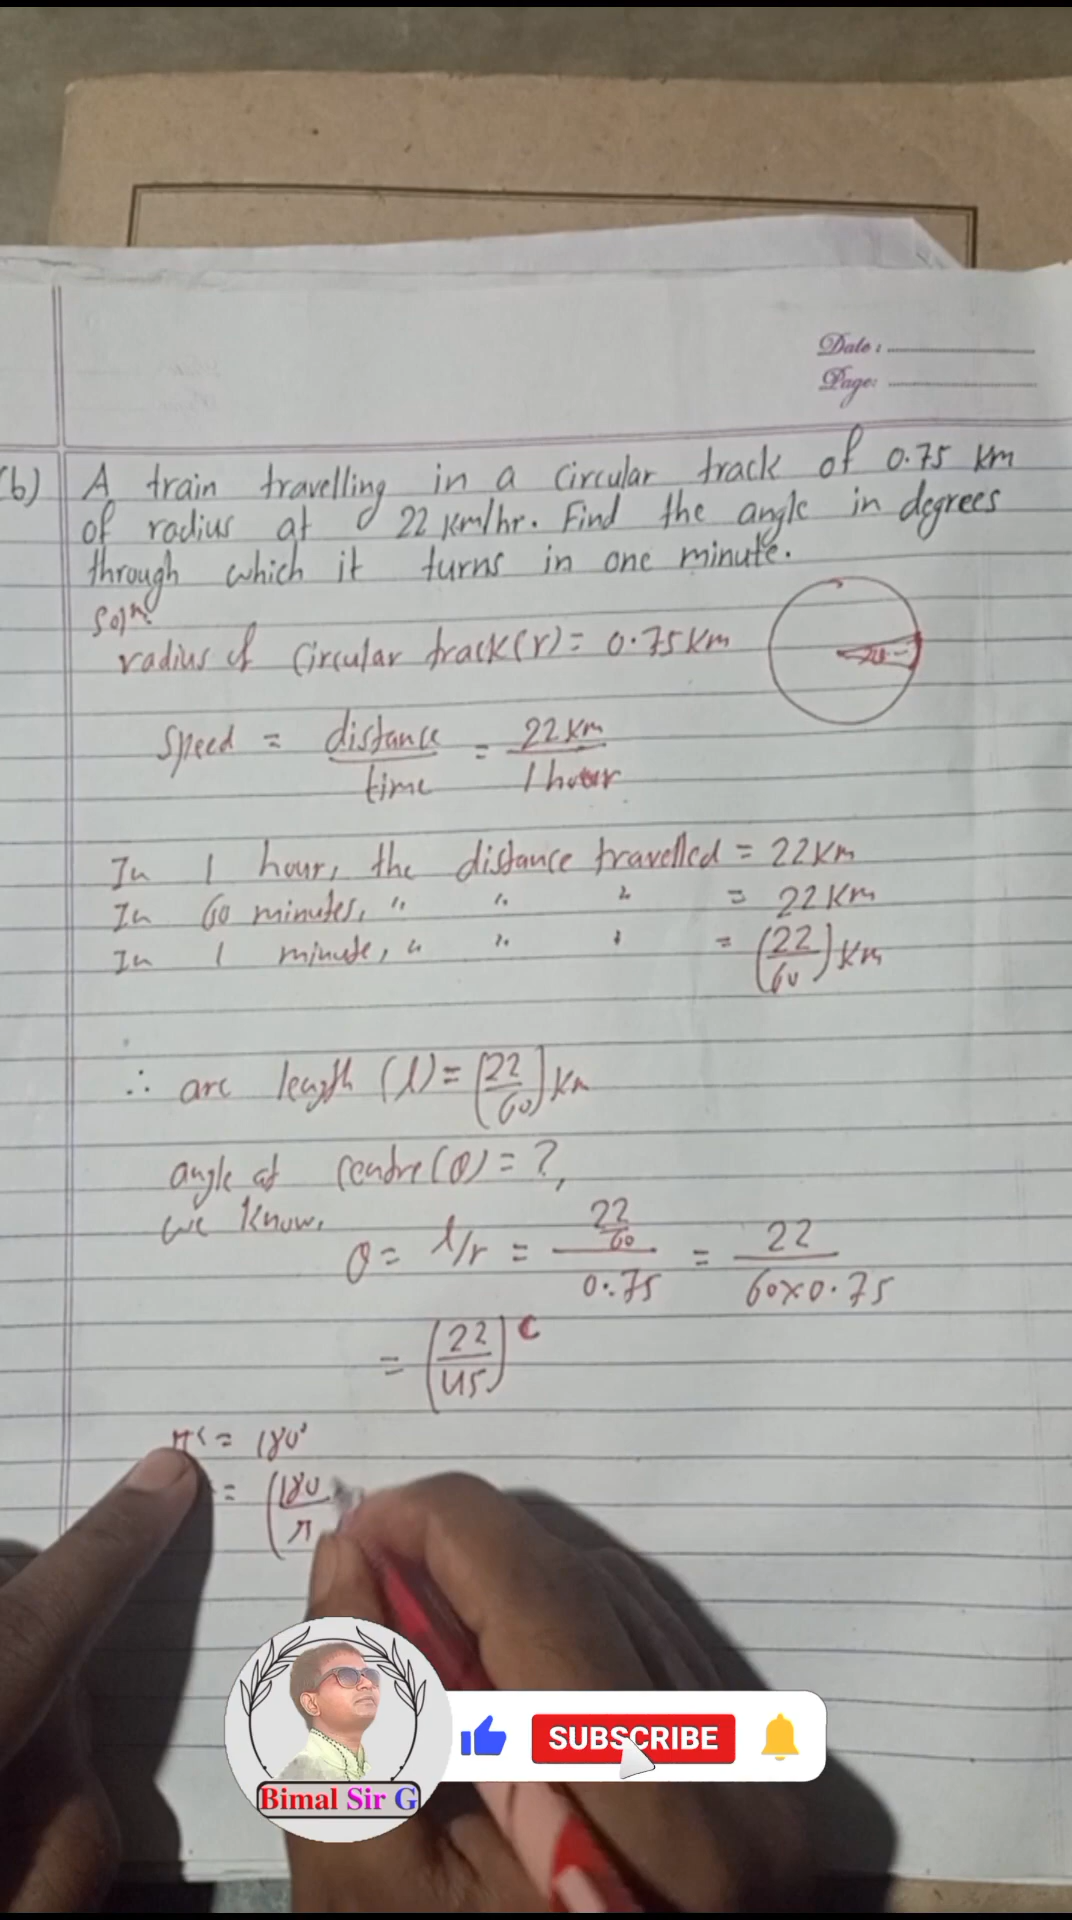 Date:
Page:
(b) A train travelling in a circular track of 0.75 km
of radius at 22 Km/hr. Find the angle in degrees
through which it turns in one minute.
Soln
radius of circular track(r) = 0.75 Km
Speed = distance/time = 22 Km/1 hour
In 1 hour, the distance travelled = 22 Km
In 60 minutes, " " " = 22 Km
In 1 minute, " " " = (22/60) Km
∴ arc length (l) = (22/60) Km
angle at centre (θ) = ?,
we know,
θ = l/r = 22/60 / 0.75 = 22 / 60×0.75
= (22/45)ᶜ
πᶜ = 180°
= (180/π
SUBSCRIBE
Bimal Sir G